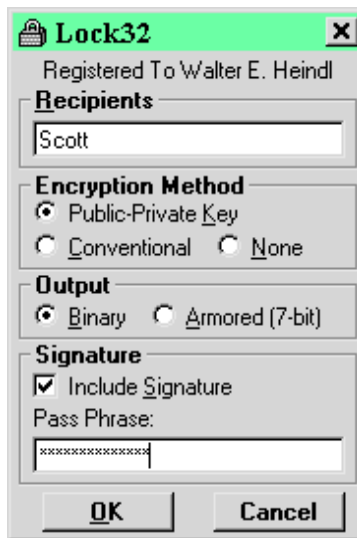 Lock32
Registered To Walter E. Heindl
Recipients
Scott
Encryption Method
Public-Private Key
Conventional None
Output
Binary Armored (7-bit)
Signature
Include Signature
Pass Phrase:
××××××××××××××
OK Cancel